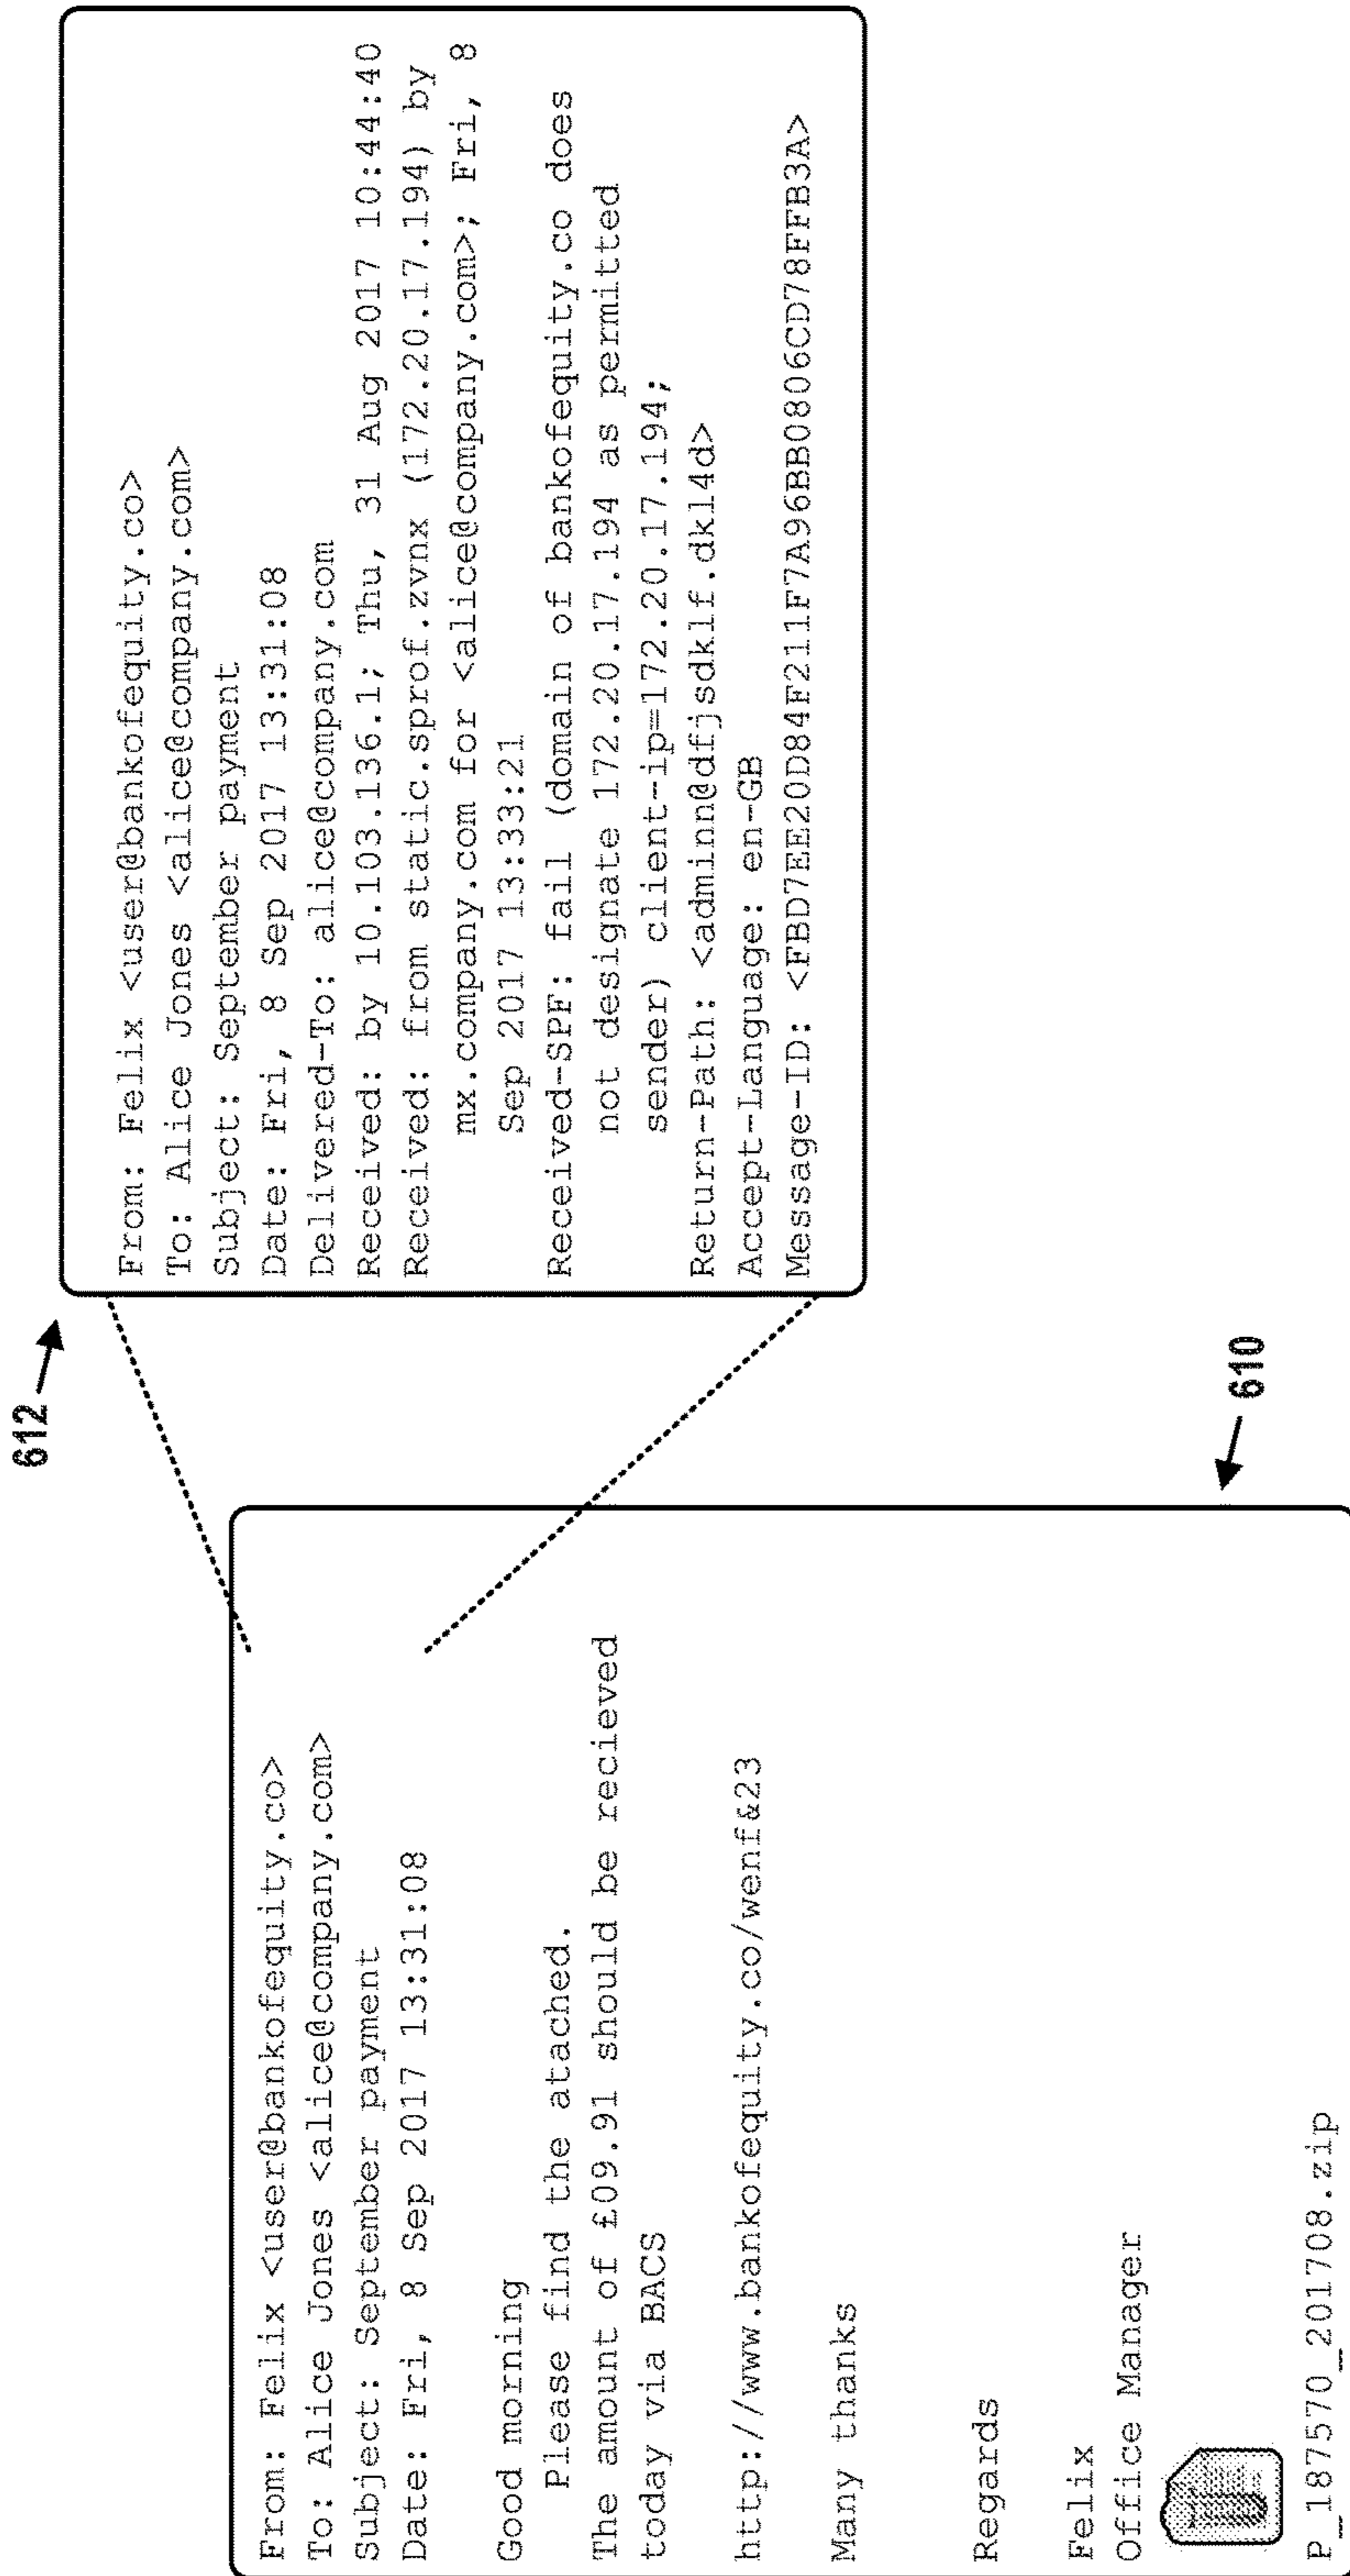 612
From: Felix <user@bankofequity.co>
To: Alice Jones <alice@company.com>
Subject: September payment
Date: Fri, 8 Sep 2017 13:31:08
Delivered-To: alice@company.com
Received: by 10.103.136.1; Thu, 31 Aug 2017 10:44:40
Received: from static.sprof.zvnx (172.20.17.194) by
mx.company.com for <alice@company.com>; Fri, 8
Sep 2017 13:33:21
Received-SPF: fail (domain of bankofequity.co does
not designate 172.20.17.194 as permitted
sender) client-ip=172.20.17.194;
Return-Path: <adminn@dfjsdklf.dkl4d>
Accept-Language: en-GB
Message-ID: <FBD7EE20D84F211F7A96BB0806CD78FFB3A>
610
From: Felix <user@bankofequity.co>
To: Alice Jones <alice@company.com>
Subject: September payment
Date: Fri, 8 Sep 2017 13:31:08
Good morning
Please find the atached.
The amount of £09.91 should be recieved
today via BACS
http://www.bankofequity.co/wenf&23
Many thanks
Regards
Felix
Office Manager
P_187570_201708.zip